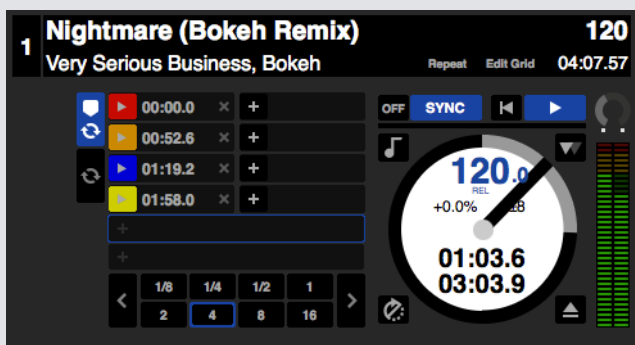 1
Nightmare (Bokeh Remix) 120
Very Serious Business, Bokeh Repeat Edit Grid 04:07.57
00:00.0 × +
00:52.6 × +
01:19.2 × +
01:58.0 × +
+
+
OFF SYNC
120.0
REL
+0.0% 8
01:03.6
03:03.9
< 1/8 1/4 1/2 1 >
2 4 8 16